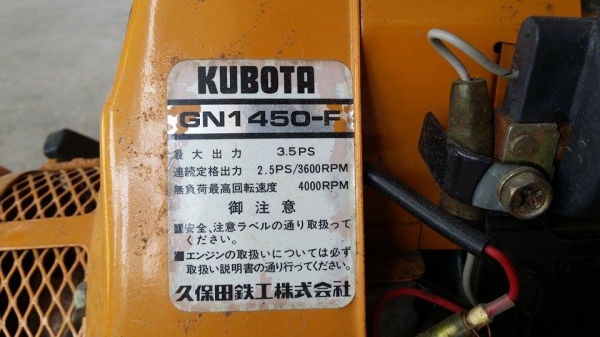 KUBOTA
GN1450-F
最大出力 3.5PS
連続定格出力 2.5PS/3600RPM
無負荷最高回転速度 4000RPM
御注意
■安全、注意ラベルの通り取扱って
ください。
■エンジンの取扱いについては必ず
取扱い説明書の通り行ってください。
久保田鉄工株式会社